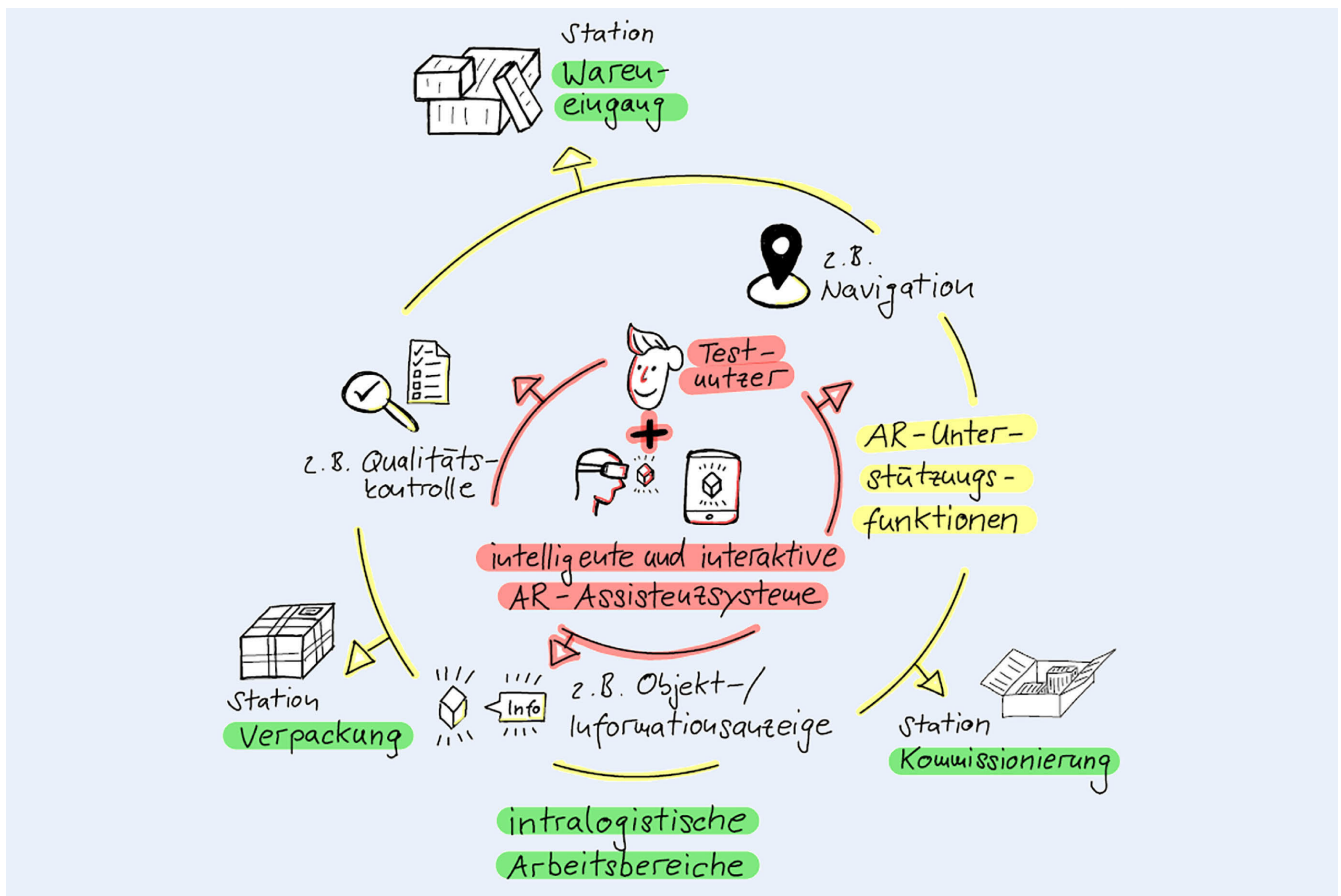 Station
Waren-
eingang
z.B.
Navigation
Test-
nutzer
AR-Unter-
stützungs-
funktionen
z.B. Qualitäts-
kontrolle
intelligente und interaktive
AR-Assistenzsysteme
Station
Verpackung
Info
z.B. Objekt-/
Informationsanzeige
Station
Kommissionierung
intralogistische
Arbeitsbereiche